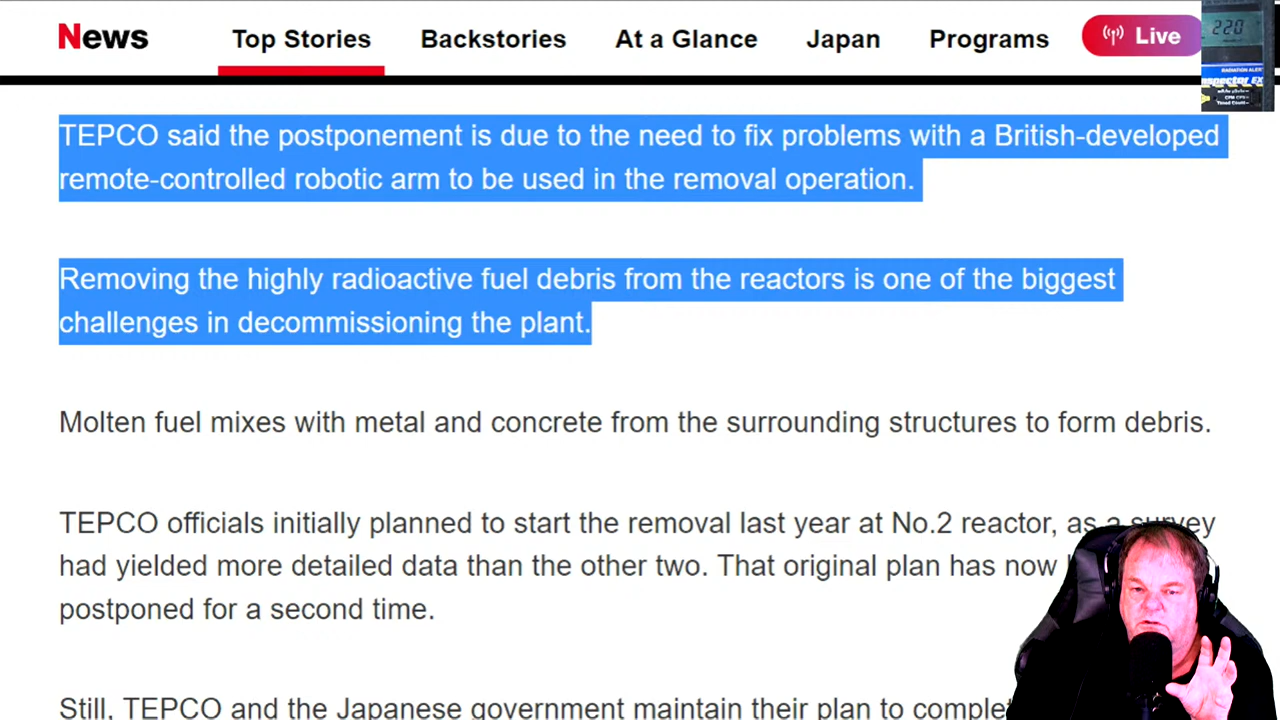 News Top Stories Backstories At a Glance Japan Programs Live
220
RADIATION ALERT
TEPCO said the postponement is due to the need to fix problems with a British-developed
remote-controlled robotic arm to be used in the removal operation.
Removing the highly radioactive fuel debris from the reactors is one of the biggest
challenges in decommissioning the plant.
Molten fuel mixes with metal and concrete from the surrounding structures to form debris.
TEPCO officials initially planned to start the removal last year at No.2 reactor, as a survey
had yielded more detailed data than the other two. That original plan has now
postponed for a second time.
Still, TEPCO and the Japanese government maintain their plan to complet